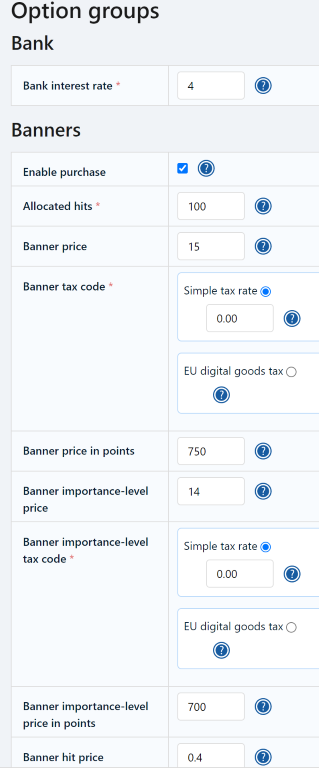 Option groups
Bank
Bank interest rate * 4 ?
Banners
Enable purchase ?
Allocated hits * 100 ?
Banner price 15 ?
Banner tax code *
Simple tax rate
0.00 ?
EU digital goods tax
?
Banner price in points 750 ?
Banner importance-level 14 ?
price
Banner importance-level
tax code *
Simple tax rate
0.00 ?
EU digital goods tax
?
Banner importance-level 700 ?
price in points
Banner hit price 0.4 ?